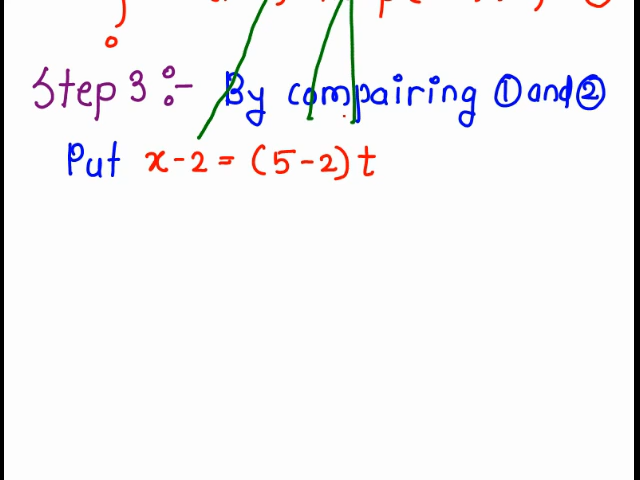 Step 3 :- By compairing ① and ②
Put x - 2 = (5 - 2) t